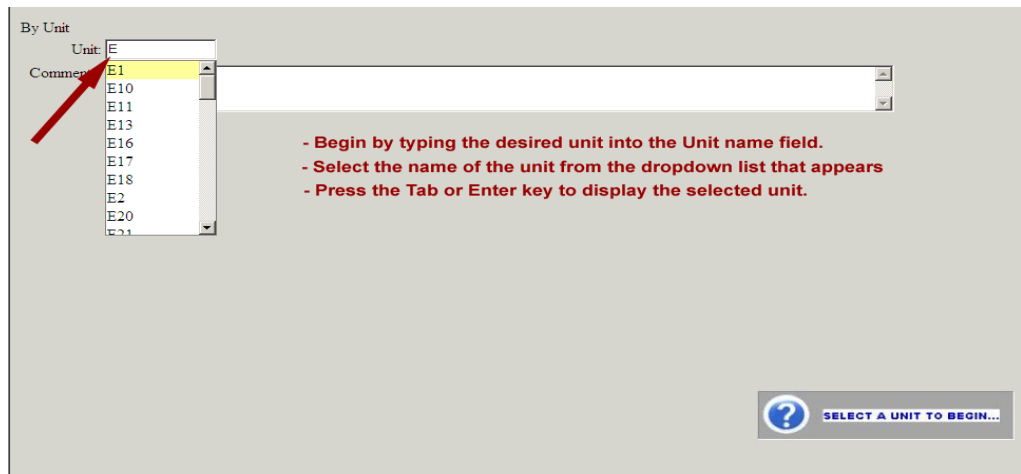 By Unit
Unit: E
Comment
E1
E10
E11
E13
E16
E17
E18
E2
E20
E21
- Begin by typing the desired unit into the Unit name field.
- Select the name of the unit from the dropdown list that appears
- Press the Tab or Enter key to display the selected unit.
SELECT A UNIT TO BEGIN...